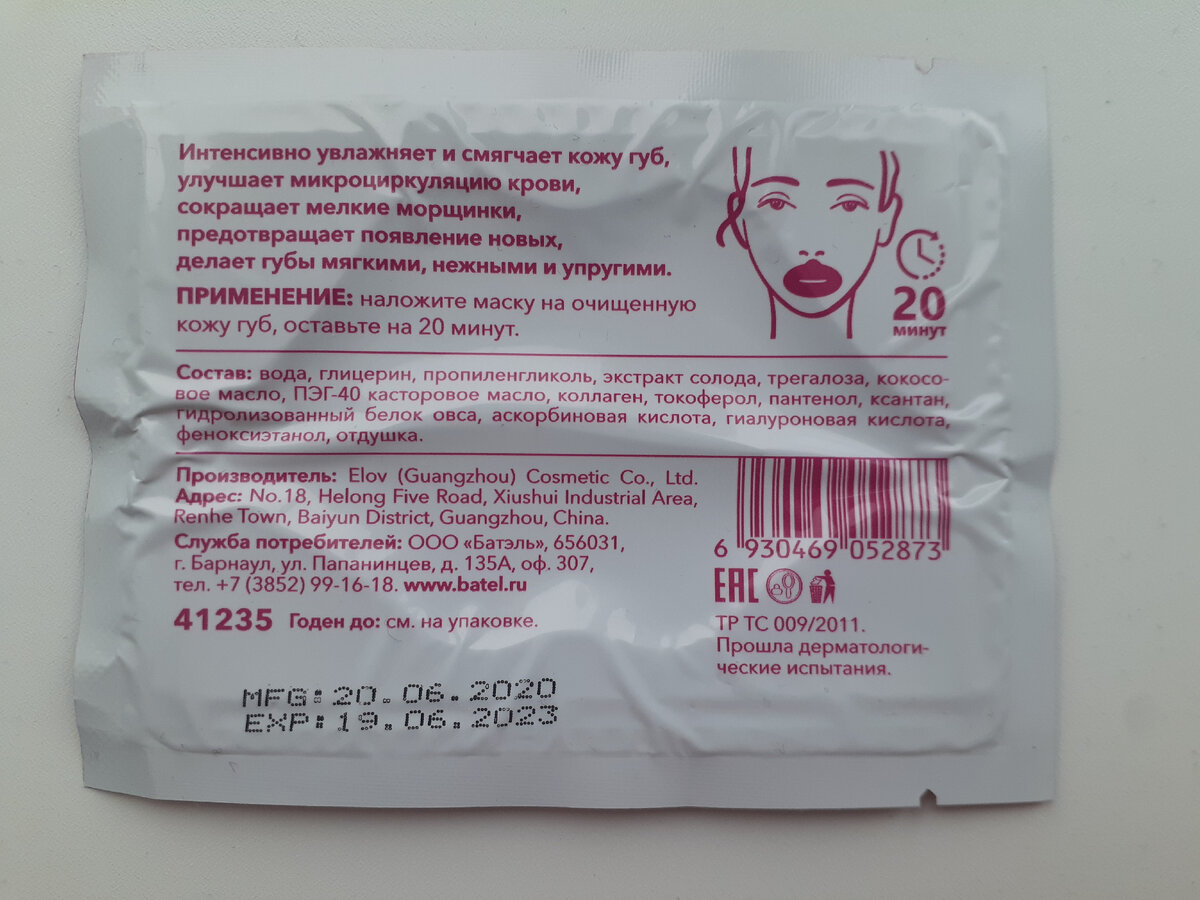 Интенсивно увлажняет и смягчает кожу губ,
улучшает микроциркуляцию крови,
сокращает мелкие морщинки,
предотвращает появление новых,
делает губы мягкими, нежными и упругими.
ПРИМЕНЕНИЕ: наложите маску на очищенную
кожу губ, оставьте на 20 минут.
20
минут
Состав: вода, глицерин, пропиленгликоль, экстракт солода, трегалоза, кокосо-
вое масло, ПЭГ-40 касторовое масло, коллаген, токоферол, пантенол, ксантан,
гидролизованный белок овса, аскорбиновая кислота, гиалуроновая кислота,
феноксиэтанол, отдушка.
Производитель: Elov (Guangzhou) Cosmetic Co., Ltd.
Адрес: No.18, Helong Five Road, Xiushui Industrial Area,
Renhe Town, Baiyun District, Guangzhou, China.
Служба потребителей: ООО «Батэль», 656031,
г. Барнаул, ул. Папанинцев, д. 135А, оф. 307,
тел. +7 (3852) 99-16-18. www.batel.ru
41235 Годен до: см. на упаковке.
6 930469 052873
EAC
ТР ТС 009/2011.
Прошла дерматологи-
ческие испытания.
MFG: 20.06.2020
EXP: 19.06.2023